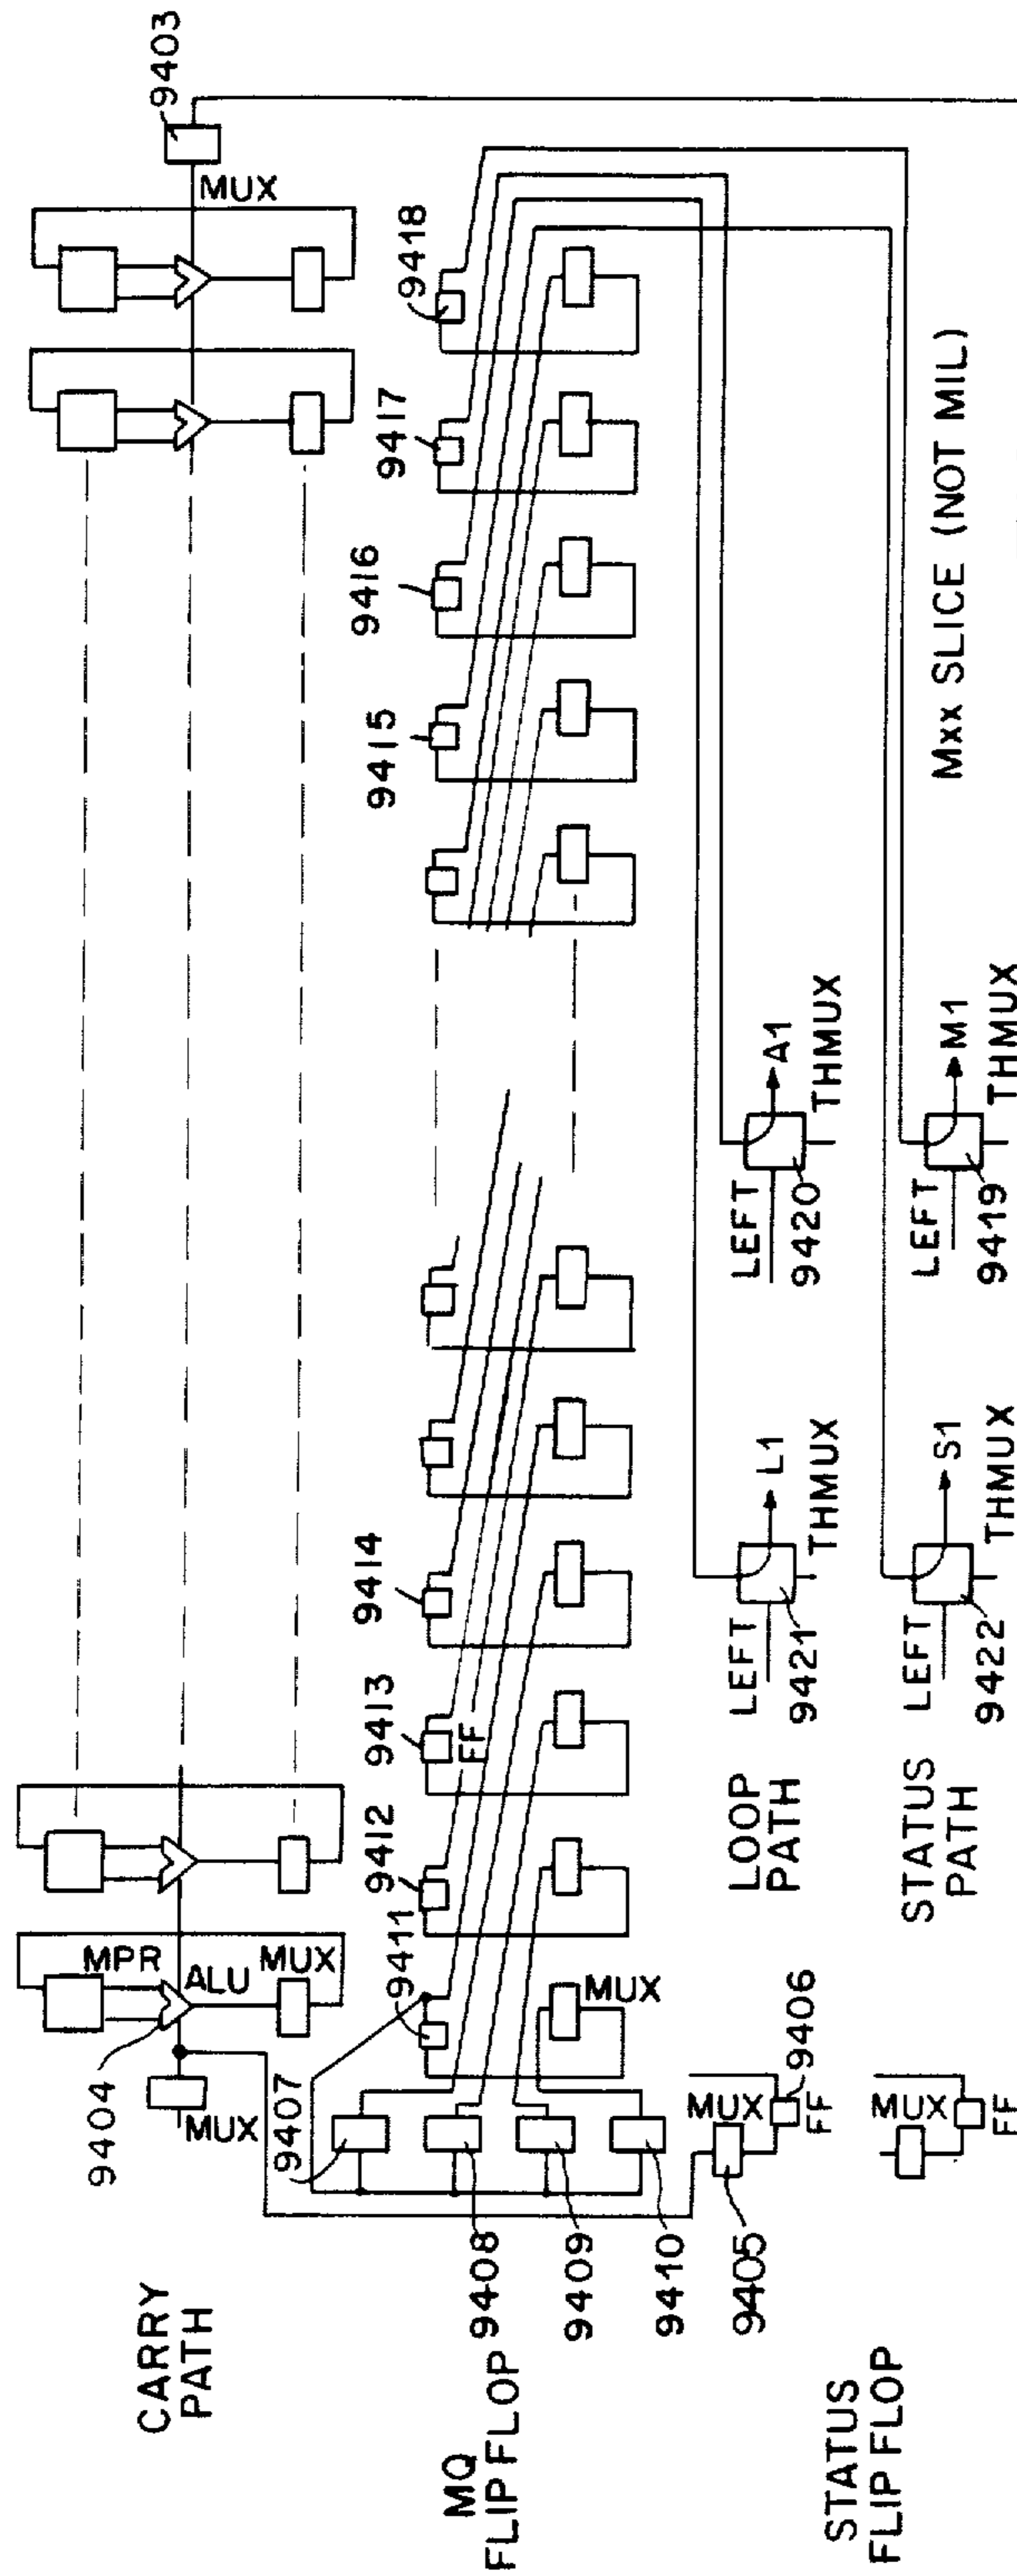 CARRY
PATH
9404
MPR
ALU
MUX
MUX
MUX
9403
MQ
FLIP FLOP
9407
9408
9409
9410
9411
9412
9413
FF
9414
9415
9416
9417
9418
MUX
STATUS
FLIP FLOP
9405
MUX
9406
FF
MUX
FF
LOOP
PATH
LEFT
L1
9421
THMUX
LEFT
A1
9420
THMUX
STATUS
PATH
LEFT
S1
9422
THMUX
LEFT
M1
9419
THMUX
Mxx SLICE (NOT MIL)